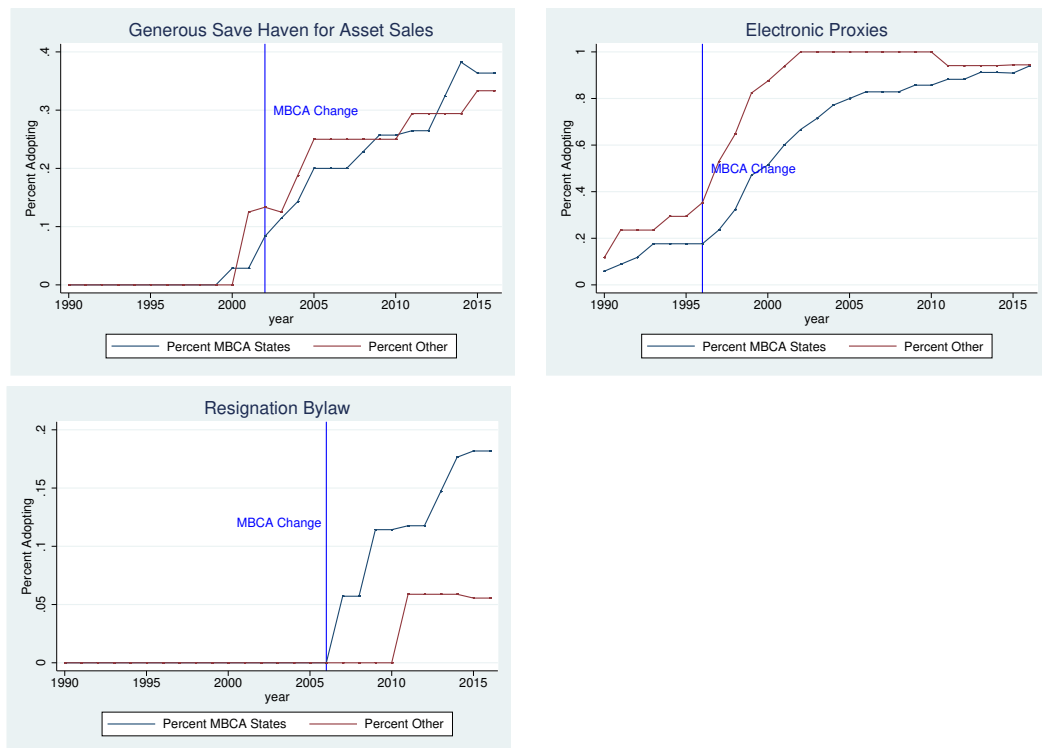 Generous Save Haven for Asset Sales
Percent Adopting
.4
.3
.2
.1
0
MBCA Change
1990 1995 2000 2005 2010 2015
year
Percent MBCA States Percent Other
Electronic Proxies
Percent Adopting
1
.8
.6
.4
.2
0
MBCA Change
1990 1995 2000 2005 2010 2015
year
Percent MBCA States Percent Other
Resignation Bylaw
Percent Adopting
.2
.15
.1
.05
0
MBCA Change
1990 1995 2000 2005 2010 2015
year
Percent MBCA States Percent Other